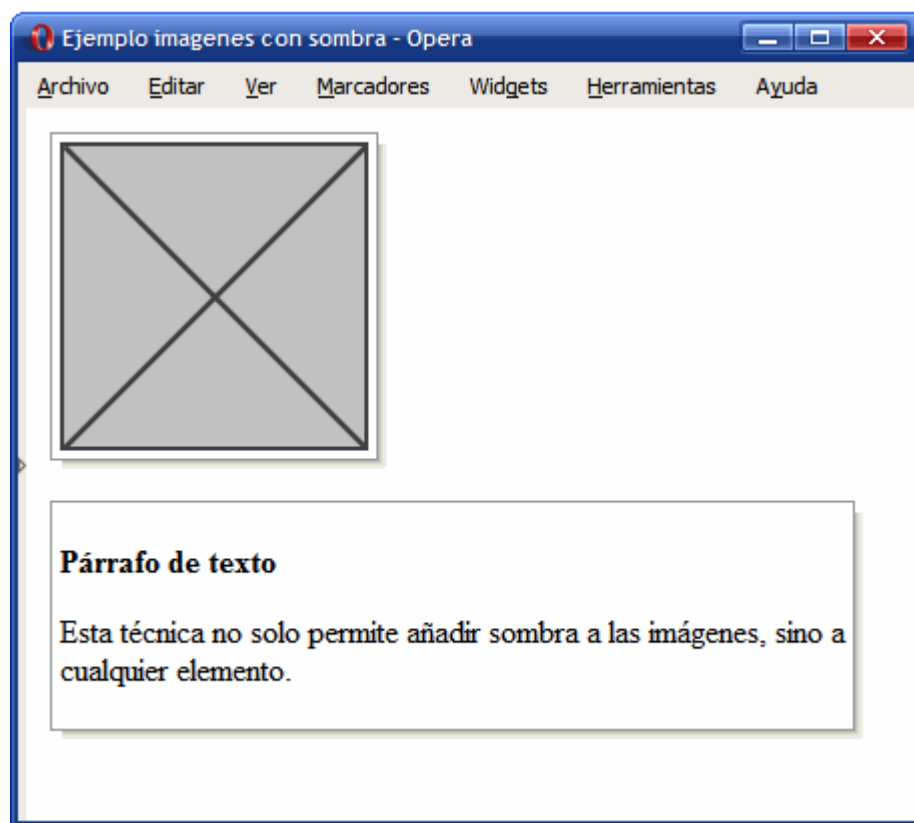 Ejemplo imagenes con sombra - Opera
Archivo Editar Ver Marcadores Widgets Herramientas Ayuda
Párrafo de texto
Esta técnica no solo permite añadir sombra a las imágenes, sino a
cualquier elemento.